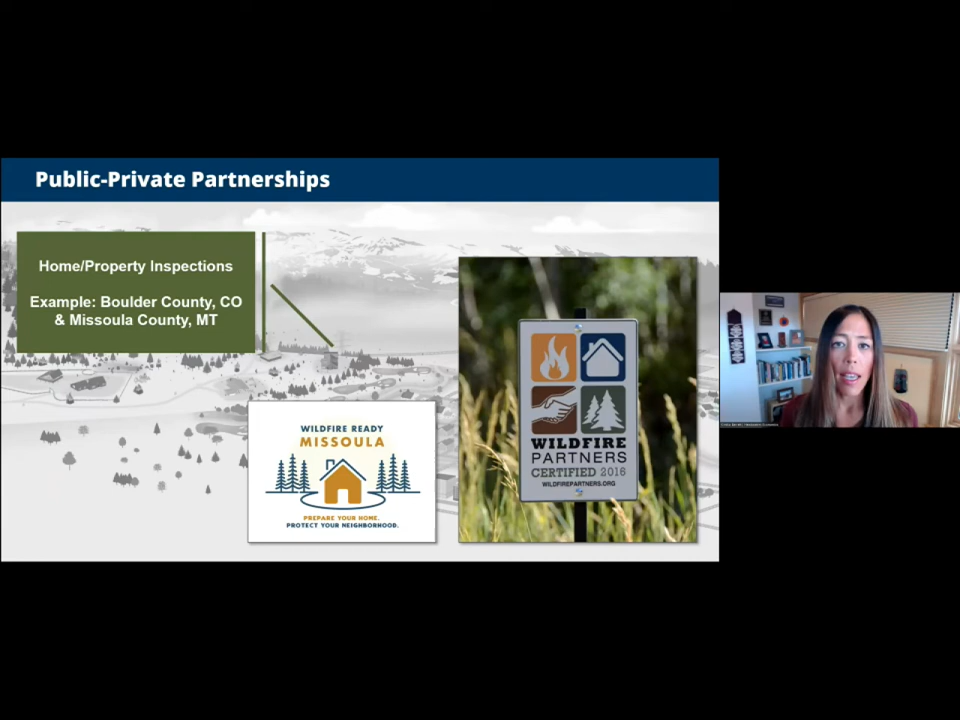 Public-Private Partnerships
Home/Property Inspections
Example: Boulder County, CO
& Missoula County, MT
WILDFIRE READY
MISSOULA
PREPARE YOUR HOME.
PROTECT YOUR NEIGHBORHOOD.
WILDFIRE
PARTNERS
CERTIFIED 2016
WILDFIREPARTNERS.ORG